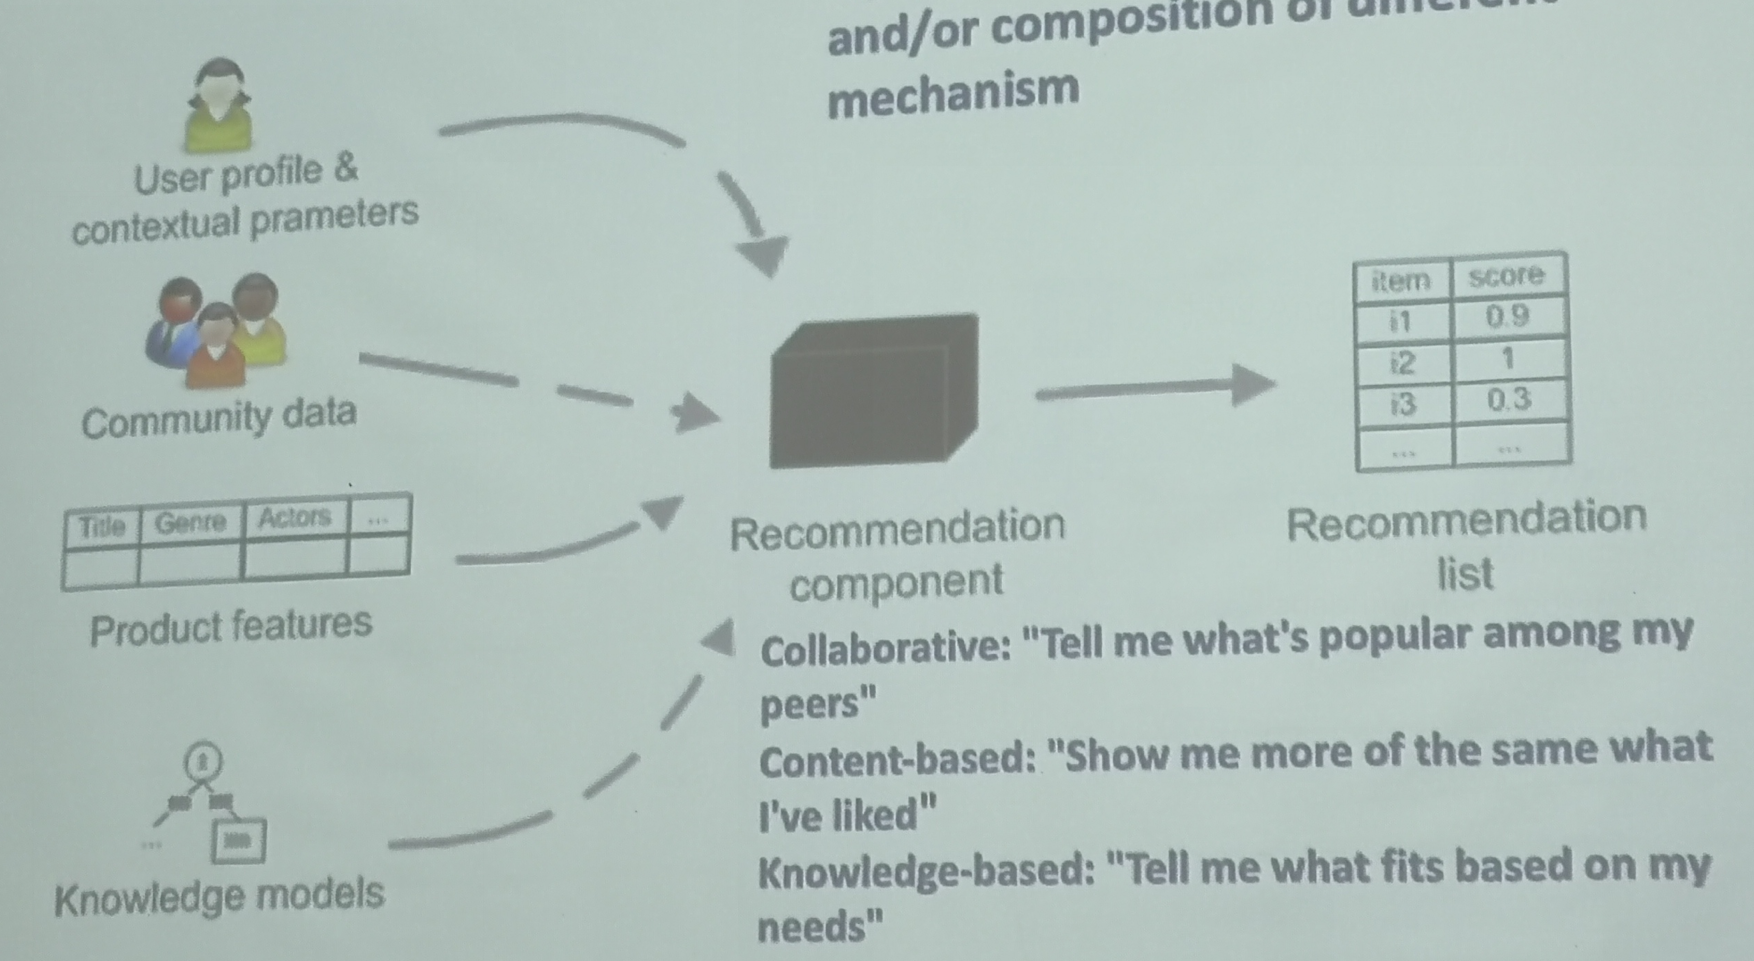 and/or composition of different
mechanism
User profile &
contextual prameters
Community data
Title Genre Actors ...
Product features
Knowledge models
Recommendation
component
item score
i1 0.9
i2 1
i3 0.3
... ...
Recommendation
list
Collaborative: "Tell me what's popular among my
peers"
Content-based: "Show me more of the same what
I've liked"
Knowledge-based: "Tell me what fits based on my
needs"